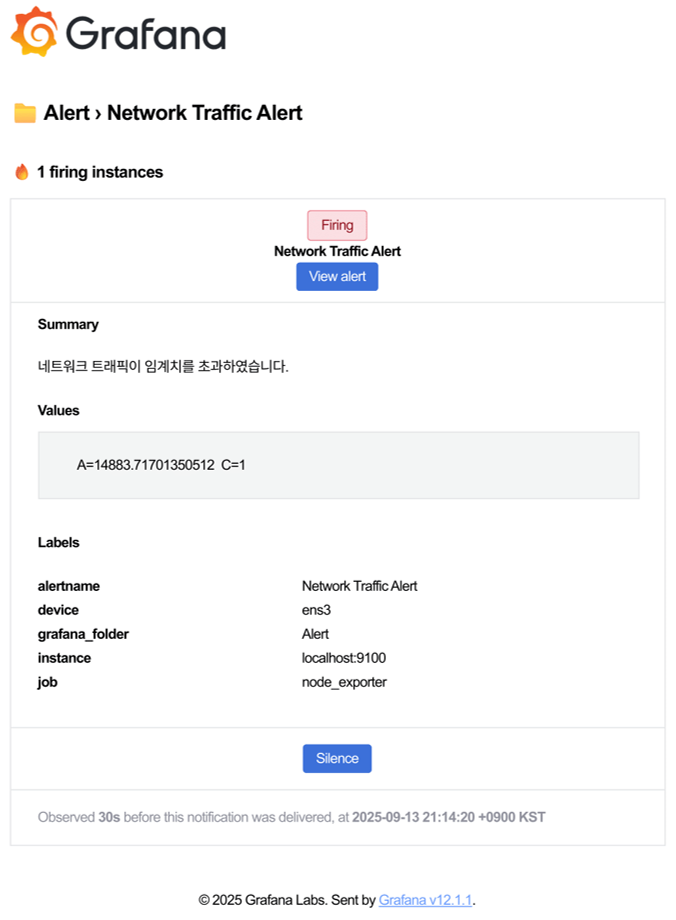 Grafana
Alert › Network Traffic Alert
1 firing instances
Firing
Network Traffic Alert
View alert
Summary
네트워크 트래픽이 임계치를 초과하였습니다.
Values
A=14883.71701350512 C=1
Labels
alertname Network Traffic Alert
device ens3
grafana_folder Alert
instance localhost:9100
job node_exporter
Silence
Observed 30s before this notification was delivered, at 2025-09-13 21:14:20 +0900 KST
© 2025 Grafana Labs. Sent by Grafana v12.1.1.